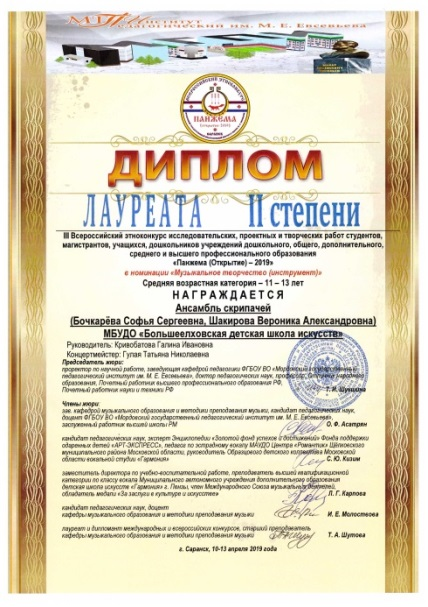 педагогический им. М. Е. Евсевьева
ПАНЖЕМА
ДИПЛОМ
ЛАУРЕАТА II степени
III Всероссийский этноконкурс исследовательских, проектных и творческих работ студентов,
магистрантов, учащихся, дошкольников учреждений дошкольного, общего, дополнительного,
среднего и высшего профессионального образования
«Панжема (Открытие) – 2019»
в номинации «Музыкальное творчество (инструмент)»
Средняя возрастная категория – 11 – 13 лет
НАГРАЖДАЕТСЯ
Ансамбль скрипачей
(Бочкарёва Софья Сергеевна, Шакирова Вероника Александровна)
МБУДО «Большеелховская детская школа искусств»
Руководитель: Кривобатова Галина Ивановна
Концертмейстер: Гулая Татьяна Николаевна
Председатель жюри:
проректор по научной работе, заведующая кафедрой педагогики ФГБОУ ВО «Мордовский государственный
педагогический институт им. М. Е. Евсевьева», доктор педагогических наук, профессор, Отличник народного
образования, Почетный работник высшего профессионального образования РФ,
Почетный работник науки и техники РФ
Т. И. Шукшина
Члены жюри:
зав. кафедрой музыкального образования и методики преподавания музыки, кандидат педагогических наук,
доцент ФГБОУ ВО «Мордовский государственный педагогический институт им. М. Е. Евсевьева»,
заслуженный работник высшей школы РМ
О. Ф. Асатрян
кандидат педагогических наук, эксперт Энциклопедии «Золотой фонд успехов и достижений» Фонда поддержки
одаренных детей «АРТ-ЭКСПРЕСС», педагог по эстрадному вокалу МАУДО Центра «Романтик» Щёлковского
муниципального района Московской области, руководитель Образцового детского коллектива Московской
области вокальной студии «Гармония».
С. Ю. Кизим
заместитель директора по учебно-воспитательной работе, преподаватель высшей квалификационной
категории по классу вокала Муниципального автономного учреждения дополнительного образования
детская школа искусств «Гармония» г. Пензы, член Международного Союза музыкальных деятелей,
обладатель медали «За заслуги в культуре и искусстве»
Л. Г. Карпова
кандидат педагогических наук, доцент
кафедры музыкального образования и методики преподавания музыки
И. Е. Молостова
лауреат и дипломант международных и всероссийских конкурсов, старший преподаватель
кафедры музыкального образования и методики преподавания музыки
Т. А. Шутова
г. Саранск, 10-13 апреля 2019 года